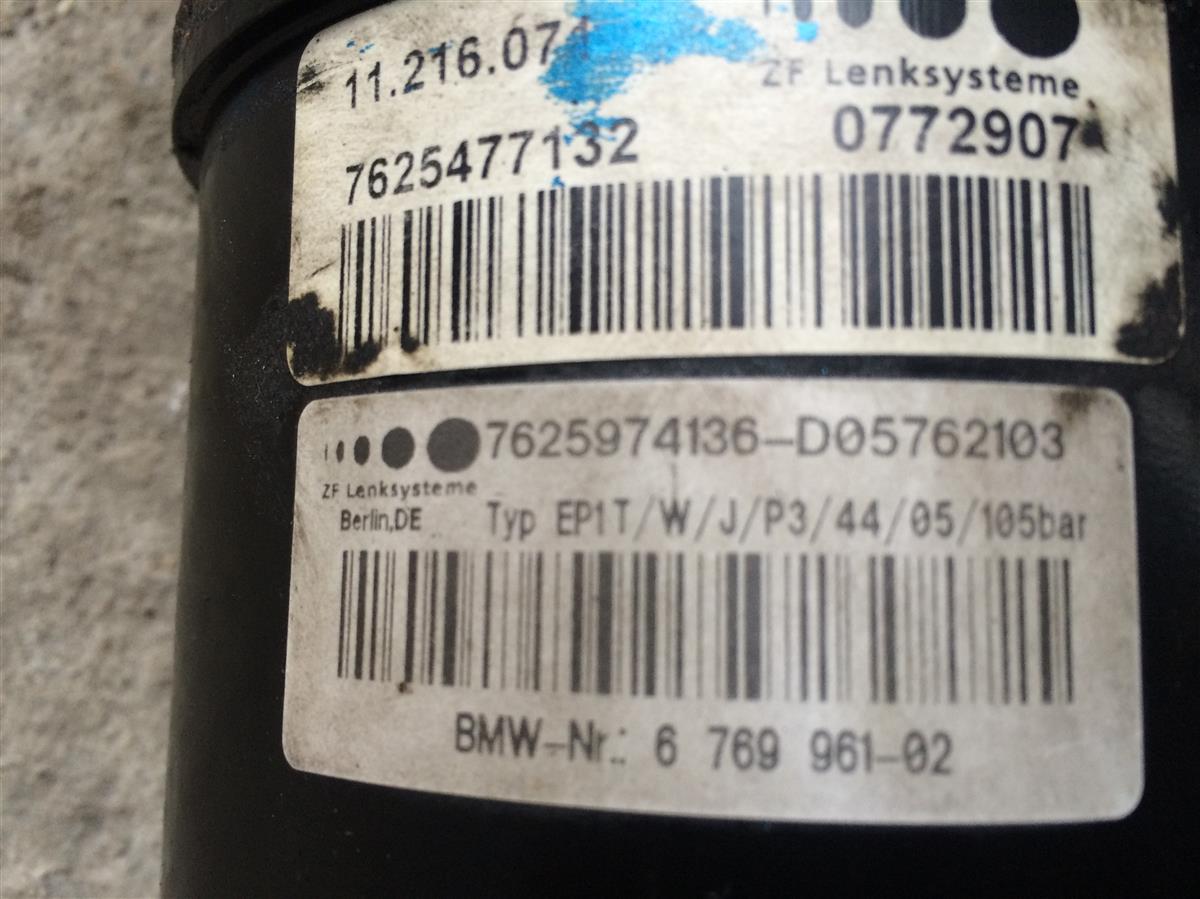 11.216.071
ZF Lenksysteme
7625477132 0772907
7625974136-D05762103
ZF Lenksysteme
Berlin,DE Typ EP1T/W/J/P3/44/05/105bar
BMW-Nr.: 6 769 961-02